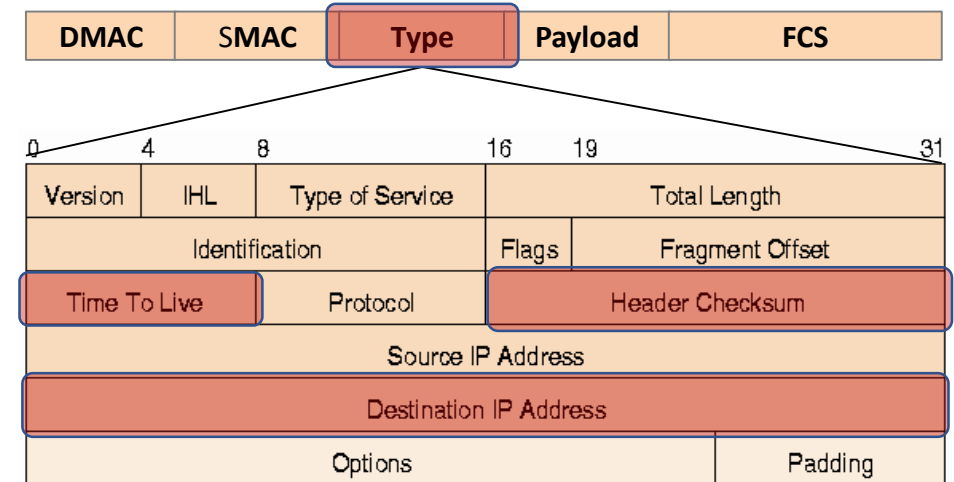 DMAC SMAC Type Payload FCS
0 4 8 16 19 31
Version IHL Type of Service Total Length
Identification Flags Fragment Offset
Time To Live Protocol Header Checksum
Source IP Address
Destination IP Address
Options Padding